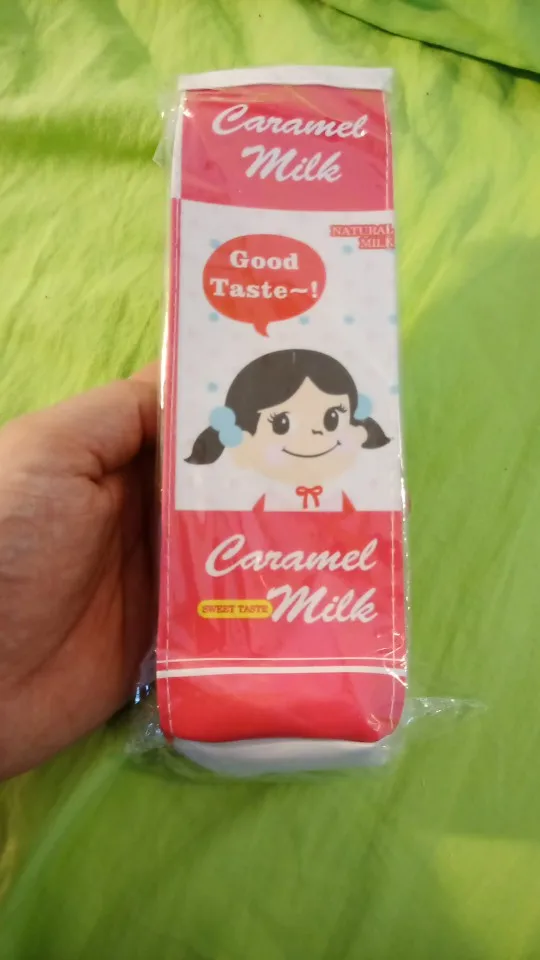 Caramel
Milk
NATURAL
MILK
Good
Taste~!
Caramel
SWEET TASTE
Milk